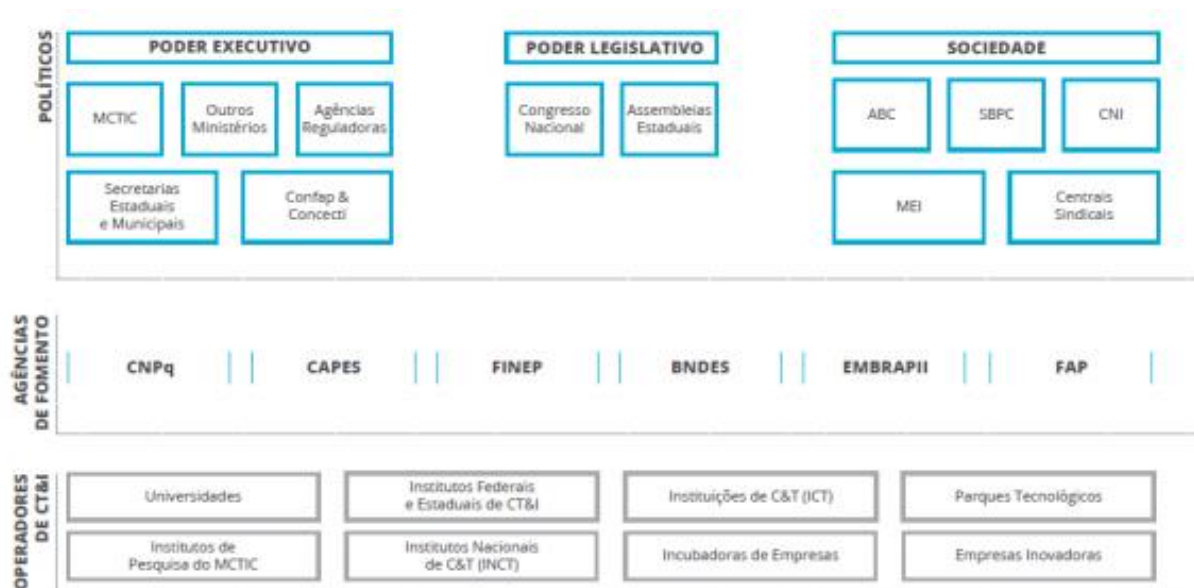 POLÍTICOS
PODER EXECUTIVO
PODER LEGISLATIVO
SOCIEDADE
MCTIC
Outros
Ministérios
Agências
Reguladoras
Congresso
Nacional
Assembleias
Estaduais
ABC
SBPC
CNI
Secretarias
Estaduais
e Municipais
Confap &
Concecti
MEI
Centrais
Sindicais
AGÊNCIAS
DE FOMENTO
CNPq
CAPES
FINEP
BNDES
EMBRAPII
FAP
OPERADORES
DE CT&I
Universidades
Institutos Federais
e Estaduais de CT&I
Instituições de C&T (ICT)
Parques Tecnológicos
Institutos de
Pesquisa do MCTIC
Institutos Nacionais
de C&T (INCT)
Incubadoras de Empresas
Empresas Inovadoras